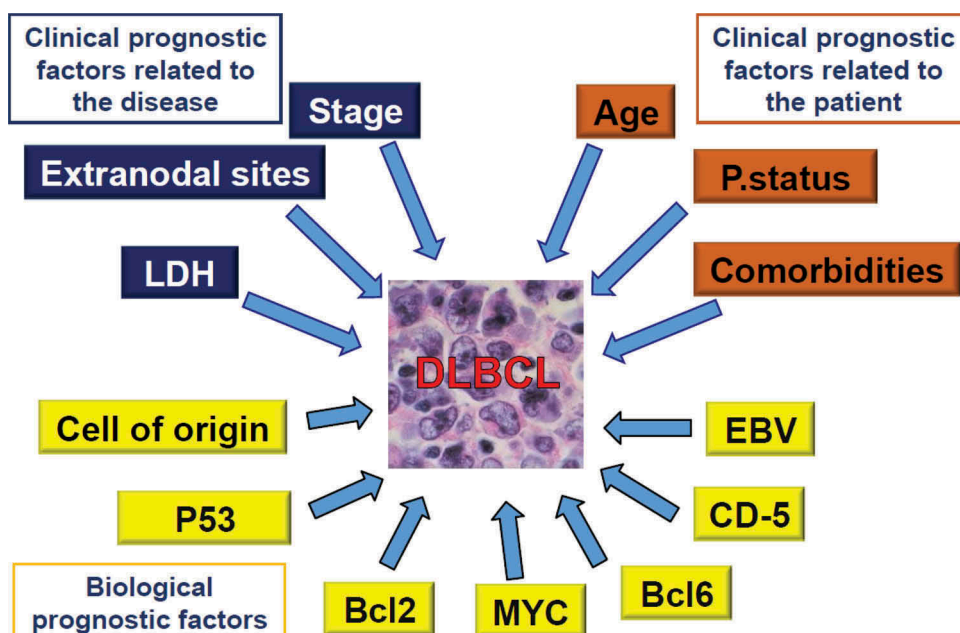 Clinical prognostic
factors related to
the disease
Clinical prognostic
factors related to
the patient
Stage
Age
Extranodal sites
P.status
LDH
Comorbidities
DLBCL
Cell of origin
EBV
P53
CD-5
Bcl2
MYC
Bcl6
Biological
prognostic factors